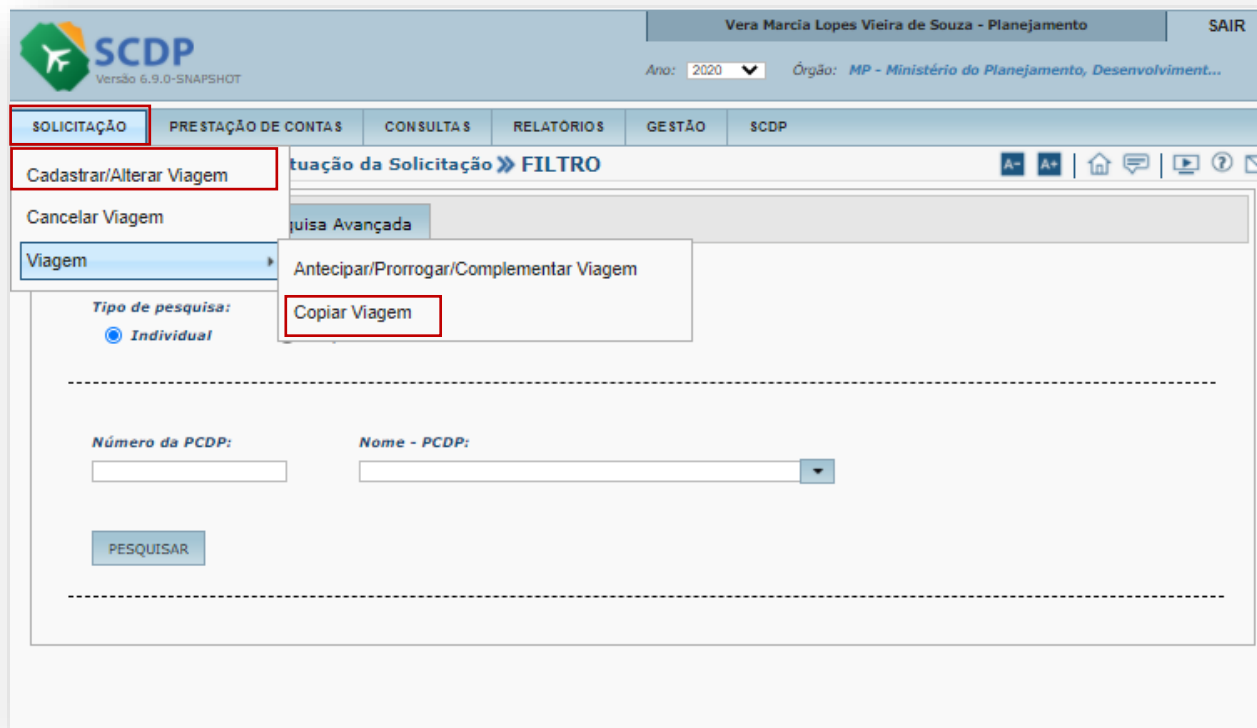 Vera Marcia Lopes Vieira de Souza - Planejamento SAIR
SCDP
Versão 6.9.0-SNAPSHOT
Ano: 2020 Órgão: MP - Ministério do Planejamento, Desenvolviment...
SOLICITAÇÃO PRESTAÇÃO DE CONTAS CONSULTAS RELATÓRIOS GESTÃO SCDP
tuação da Solicitação » FILTRO A- A+
Cadastrar/Alterar Viagem
Cancelar Viagem
quisa Avançada
Viagem
Antecipar/Prorrogar/Complementar Viagem
Copiar Viagem
Tipo de pesquisa:
Individual
Número da PCDP: Nome - PCDP:
PESQUISAR